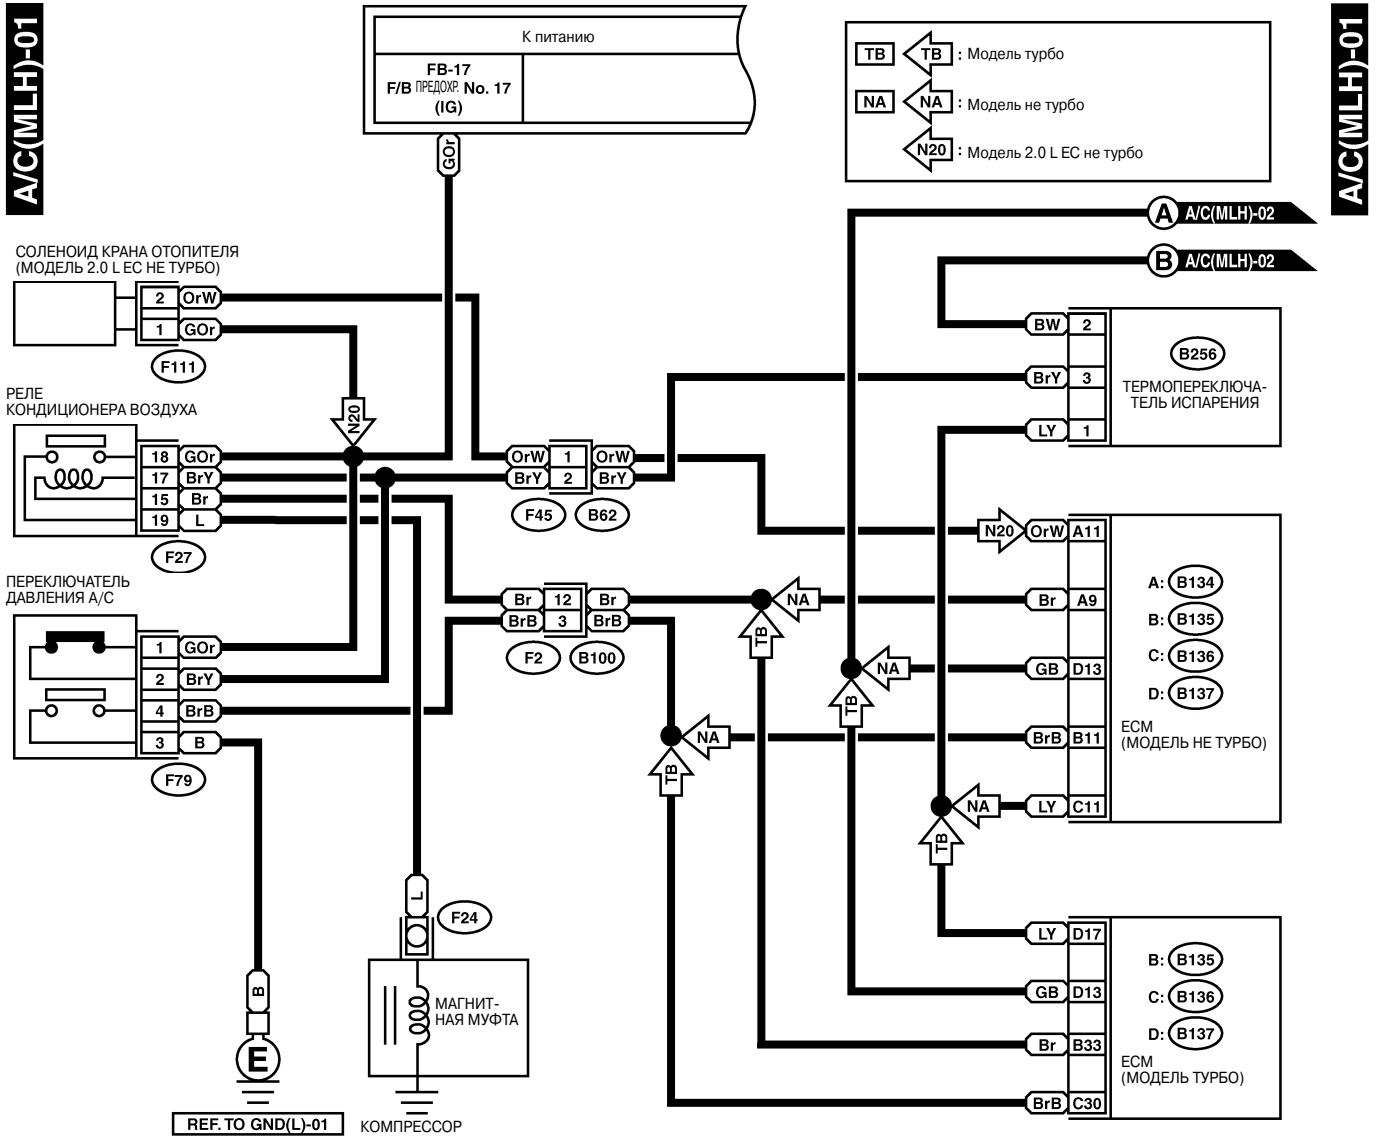 A/C(MLH)-01
К питанию
FB-17
F/B ПРЕДОХР. No. 17
(IG)
GOr
TB TB : Модель турбо
NA NA : Модель не турбо
N20 : Модель 2.0 L EC не турбо
A/C(MLH)-01
A A/C(MLH)-02
B A/C(MLH)-02
СОЛЕНОИД КРАНА ОТОПИТЕЛЯ
(МОДЕЛЬ 2.0 L EC НЕ ТУРБО)
2 OrW
1 GOr
F111
N20
РЕЛЕ
КОНДИЦИОНЕРА ВОЗДУХА
18 GOr
17 BrY
15 Br
19 L
F27
ПЕРЕКЛЮЧАТЕЛЬ
ДАВЛЕНИЯ A/C
1 GOr
2 BrY
4 BrB
3 B
F79
OrW 1 OrW
BrY 2 BrY
F45 B62
Br 12 Br
BrB 3 BrB
F2 B100
BW 2
BrY 3
LY 1
B256
ТЕРМОПЕРЕКЛЮЧА-
ТЕЛЬ ИСПАРЕНИЯ
N20 OrW A11
NA Br A9
TB
NA GB D13
TB
NA BrB B11
TB
NA LY C11
TB
A: B134
B: B135
C: B136
D: B137
ECM
(МОДЕЛЬ НЕ ТУРБО)
LY D17
GB D13
Br B33
BrB C30
B: B135
C: B136
D: B137
ECM
(МОДЕЛЬ ТУРБО)
L
F24
МАГНИТ-
НАЯ МУФТА
КОМПРЕССОР
B
E
REF. TO GND(L)-01